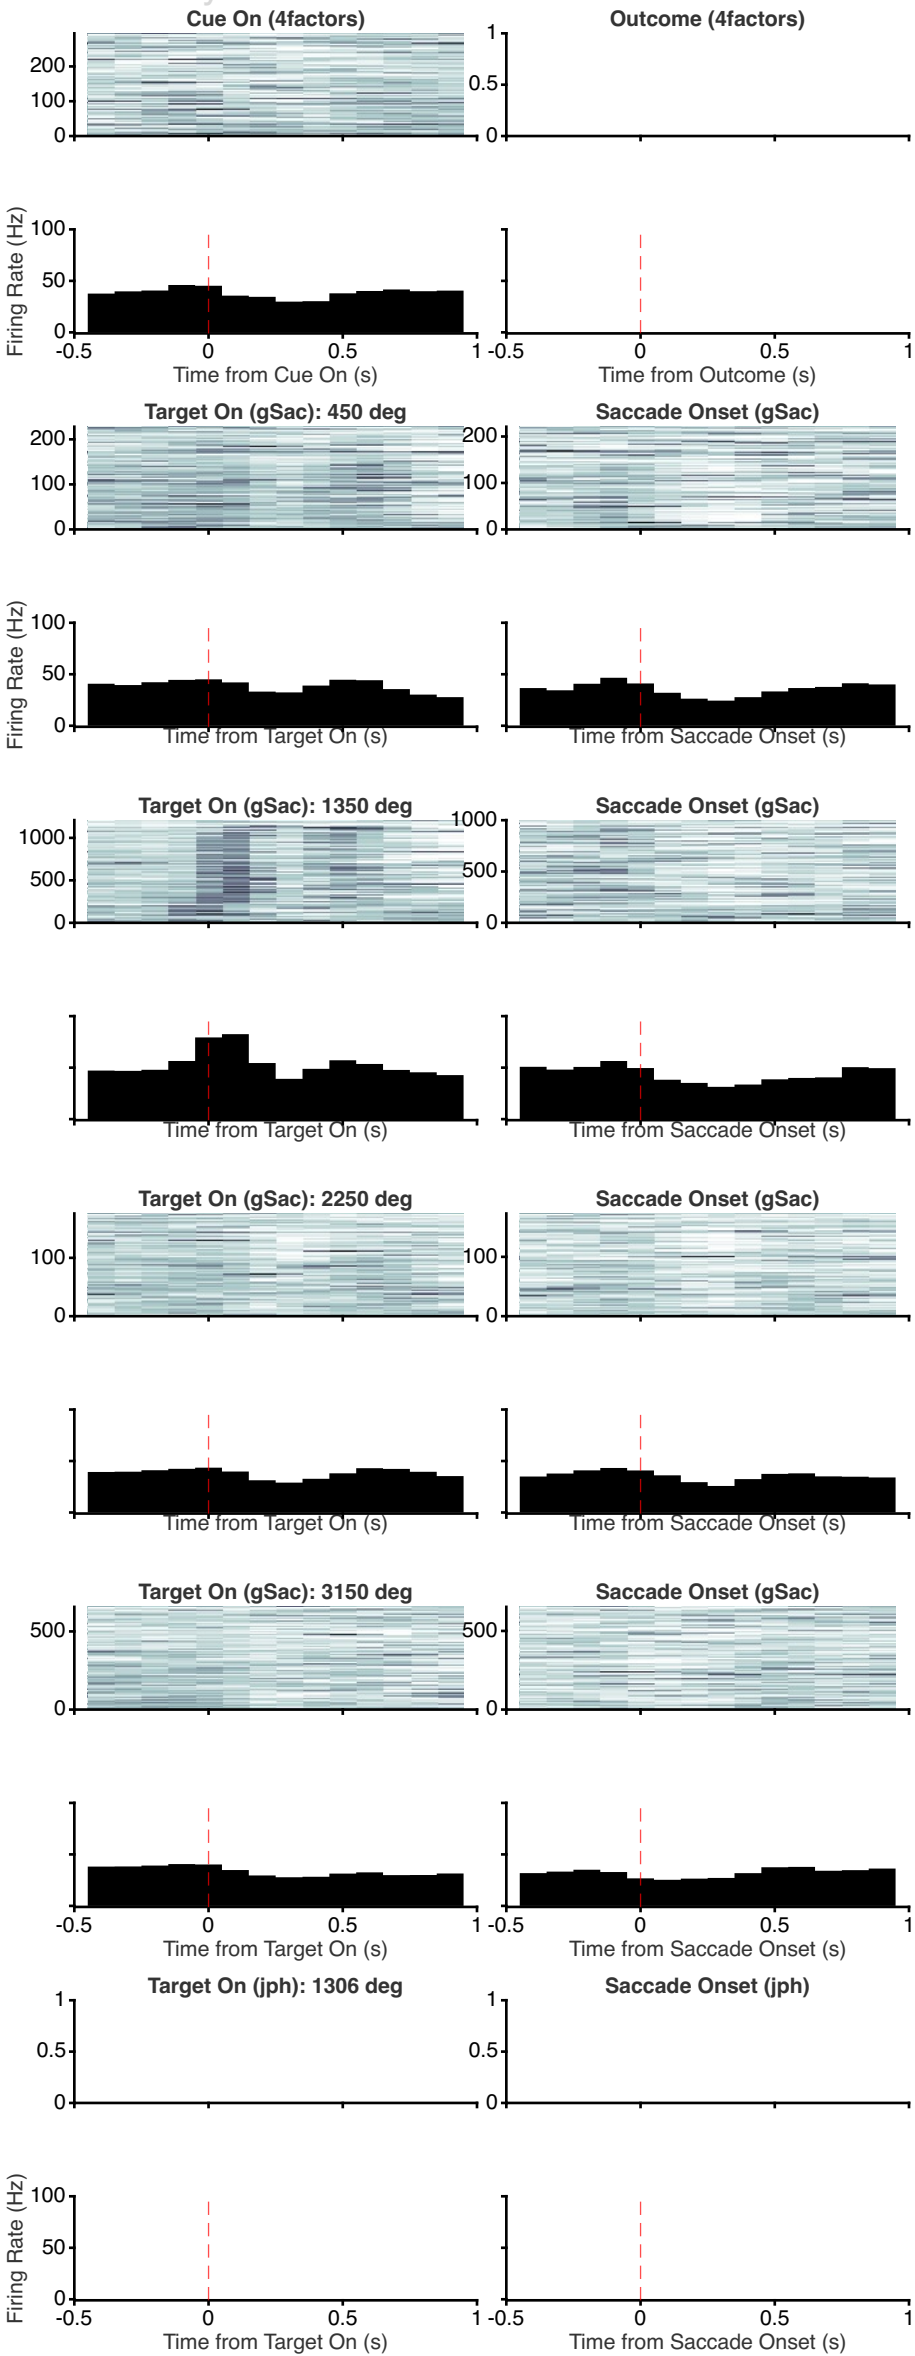 Cue On (4factors)
Outcome (4factors)
200
100
0
1
0.5
0
Firing Rate (Hz)
100
50
0
-0.5 0 0.5 1
Time from Cue On (s)
-0.5 0 0.5 1
Time from Outcome (s)
Target On (gSac): 450 deg
Saccade Onset (gSac)
200
100
0
200
100
0
Firing Rate (Hz)
100
50
0
Time from Target On (s)
Time from Saccade Onset (s)
Target On (gSac): 1350 deg
Saccade Onset (gSac)
1000
500
0
1000
500
0
Time from Target On (s)
Time from Saccade Onset (s)
Target On (gSac): 2250 deg
Saccade Onset (gSac)
100
0
100
0
Time from Target On (s)
Time from Saccade Onset (s)
Target On (gSac): 3150 deg
Saccade Onset (gSac)
500
0
500
0
-0.5 0 0.5 1
Time from Target On (s)
-0.5 0 0.5 1
Time from Saccade Onset (s)
Target On (jph): 1306 deg
Saccade Onset (jph)
1
0.5
0
1
0.5
0
Firing Rate (Hz)
100
50
0
-0.5 0 0.5 1
Time from Target On (s)
-0.5 0 0.5 1
Time from Saccade Onset (s)